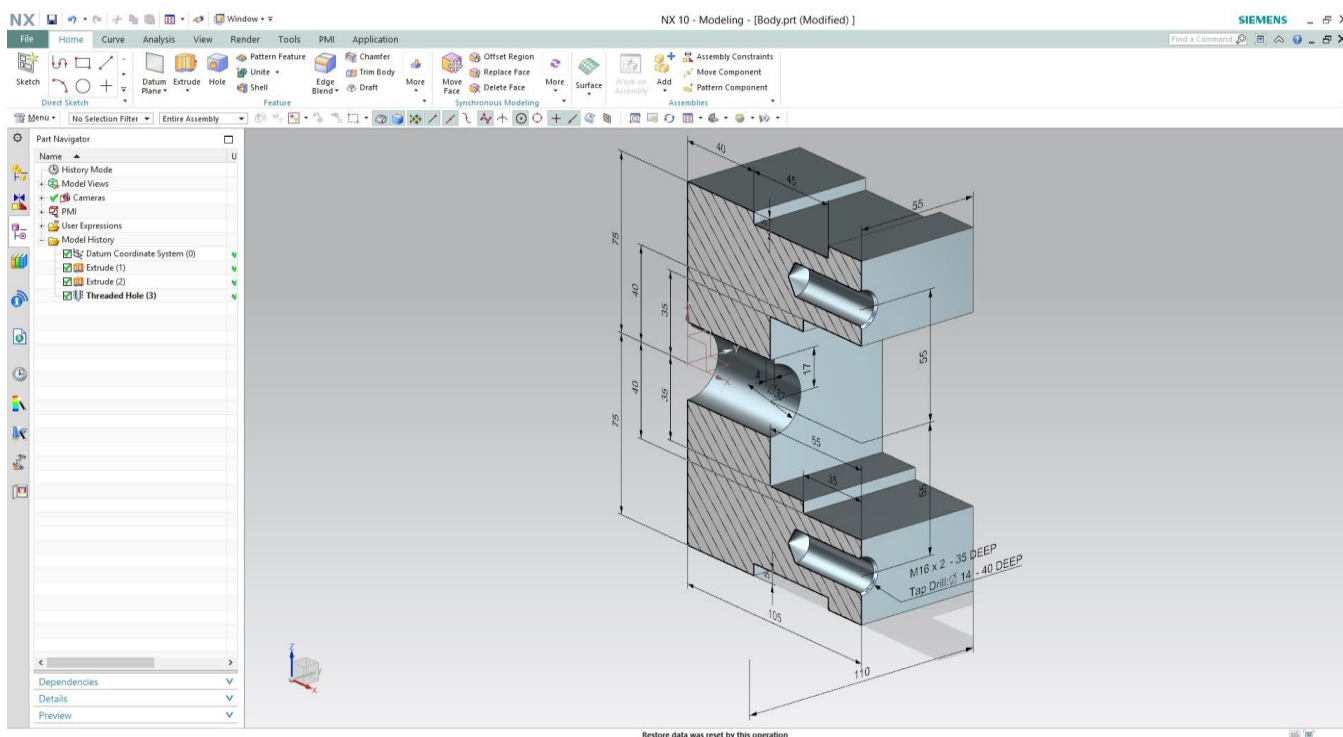 NX
Window
NX 10 - Modeling - [Body.prt (Modified) ]
SIEMENS
File Home Curve Analysis View Render Tools PMI Application
Find a Command
Sketch
Direct Sketch
Datum Plane
Extrude
Hole
Pattern Feature
Unite
Shell
Edge Blend
Chamfer
Trim Body
Draft
More
Feature
Move Face
Offset Region
Replace Face
Delete Face
More
Synchronous Modeling
Surface
Work on Assembly
Add
Assembly Constraints
Move Component
Pattern Component
Assemblies
Menu
No Selection Filter
Entire Assembly
Part Navigator
Name U
History Mode
Model Views
Cameras
PMI
User Expressions
Model History
Datum Coordinate System (0)
Extrude (1)
Extrude (2)
Threaded Hole (3)
Dependencies
Details
Preview
40
45
55
75
40
35
5
55
17
4
Ø30
75
40
35
55
35
55
M16 x 2 - 35 DEEP
Tap Drill:Ø 14 - 40 DEEP
5
105
110
Z
Y
X
Y
X
Restore data was reset by this operation